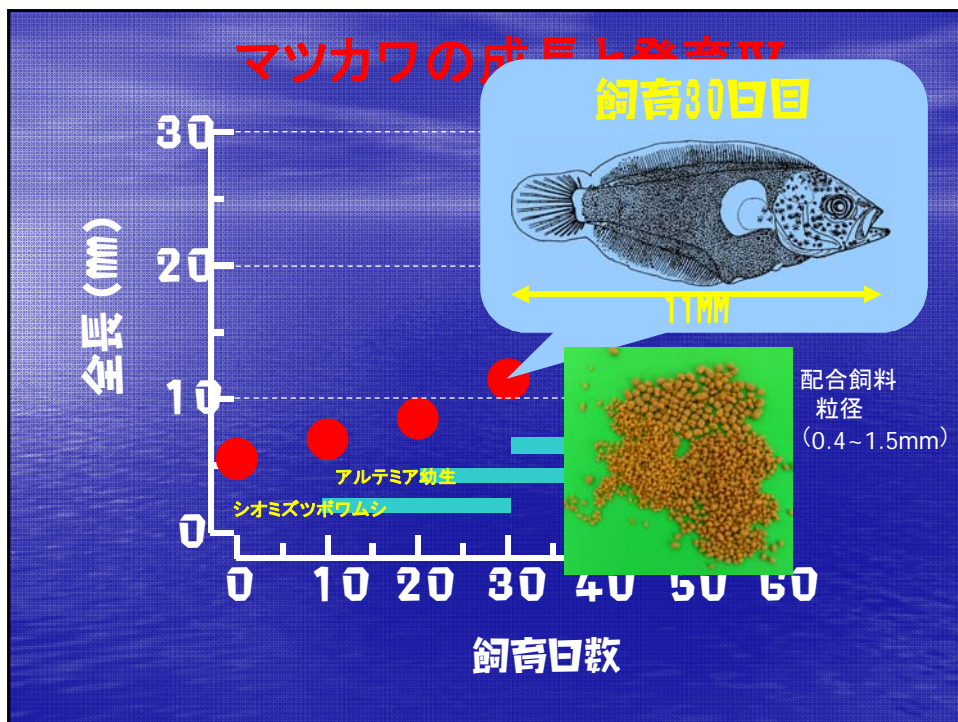 マツカワの成長と発育Ⅳ
飼育30日目
11MM
全長(mm)
30
20
10
0
アルテミア幼生
シオミズツボワムシ
配合飼料
粒径
(0.4~1.5mm)
0 10 20 30 40 50 60
飼育日数